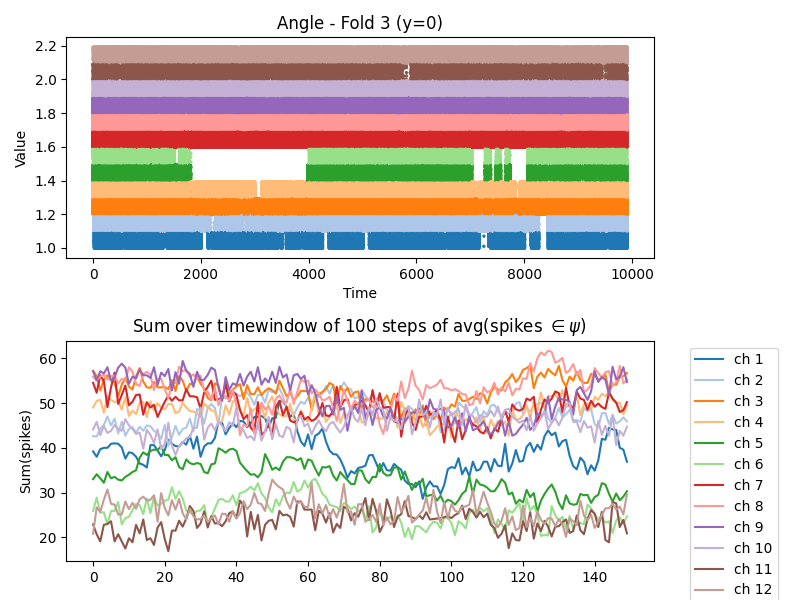 Angle - Fold 3 (y=0)
2.2
2.0
1.8
1.6
1.4
1.2
1.0
Value
0 2000 4000 6000 8000 10000
Time
Sum over timewindow of 100 steps of avg(spikes ∈ ψ)
60
50
40
30
20
Sum(spikes)
0 20 40 60 80 100 120 140
ch 1
ch 2
ch 3
ch 4
ch 5
ch 6
ch 7
ch 8
ch 9
ch 10
ch 11
ch 12